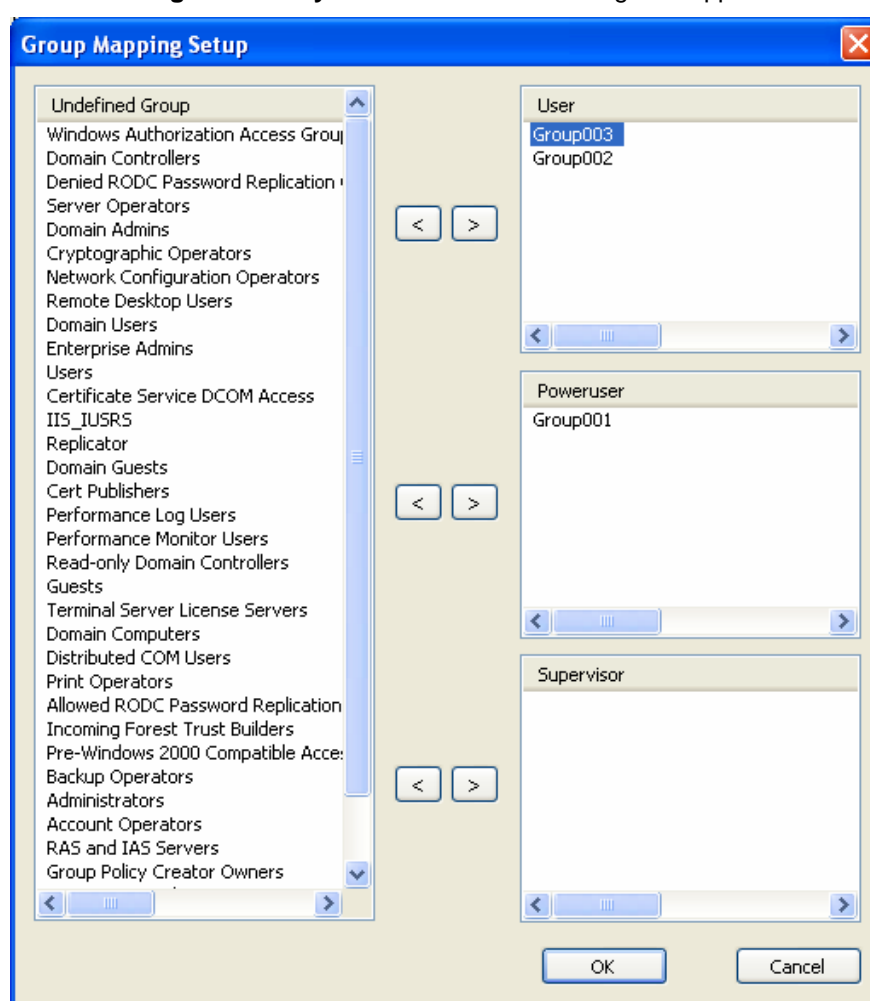 Group Mapping Setup
Undefined Group
Windows Authorization Access Grou
Domain Controllers
Denied RODC Password Replication
Server Operators
Domain Admins
Cryptographic Operators
Network Configuration Operators
Remote Desktop Users
Domain Users
Enterprise Admins
Users
Certificate Service DCOM Access
IIS_IUSRS
Replicator
Domain Guests
Cert Publishers
Performance Log Users
Performance Monitor Users
Read-only Domain Controllers
Guests
Terminal Server License Servers
Domain Computers
Distributed COM Users
Print Operators
Allowed RODC Password Replication
Incoming Forest Trust Builders
Pre-Windows 2000 Compatible Acce
Backup Operators
Administrators
Account Operators
RAS and IAS Servers
Group Policy Creator Owners
< >
< >
< >
User
Group003
Group002
Poweruser
Group001
Supervisor
OK Cancel